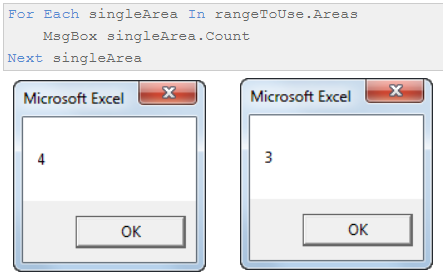 For Each singleArea In rangeToUse.Areas
    MsgBox singleArea.Count
Next singleArea
Microsoft Excel
4
OK
Microsoft Excel
3
OK